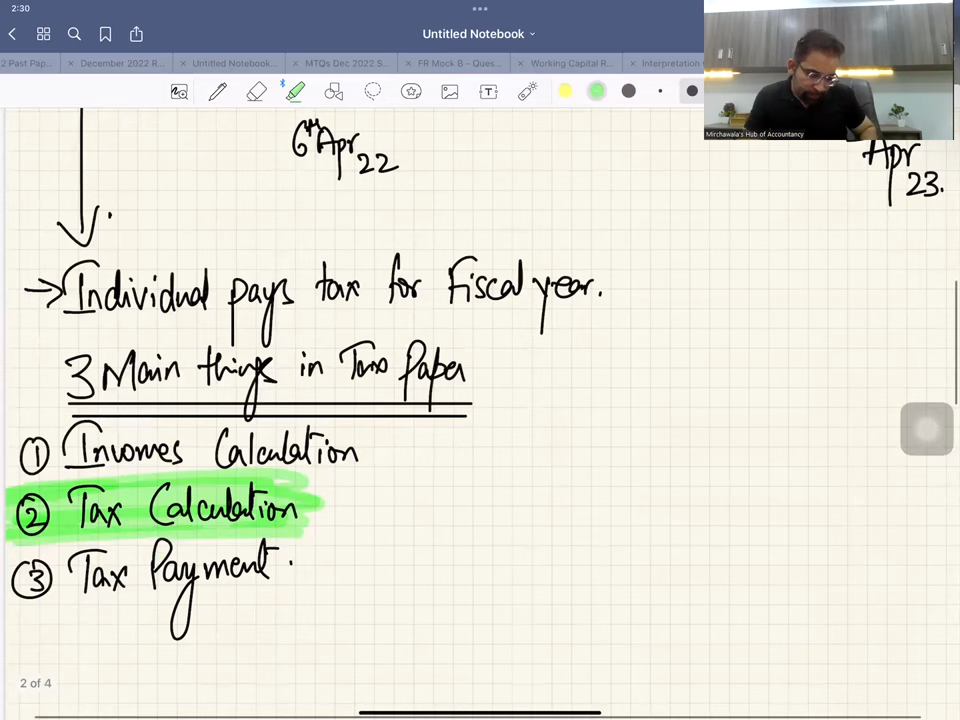 2:30
Untitled Notebook
2 Past Pap...
December 2022 R...
Untitled Notebook...
MTQs Dec 2022 S...
FR Mock B - Ques...
Working Capital R...
Interpretation
Mirchawala's Hub of Accountancy
6th Apr 22
Apr 23.
→ Individual pays tax for Fiscal year.
3 Main things in Tax Paper
① Incomes Calculation
② Tax Calculation
③ Tax Payment.
2 of 4